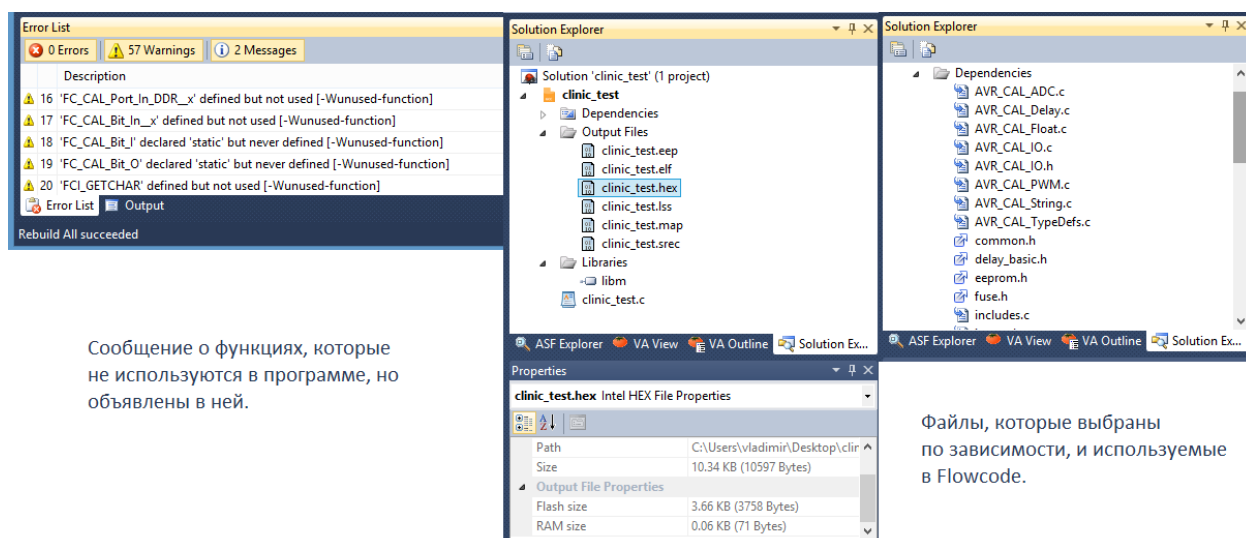 Error List
0 Errors 57 Warnings 2 Messages
Description
16 'FC_CAL_Port_In_DDR__x' defined but not used [-Wunused-function]
17 'FC_CAL_Bit_In__x' defined but not used [-Wunused-function]
18 'FC_CAL_Bit_I' declared 'static' but never defined [-Wunused-function]
19 'FC_CAL_Bit_O' declared 'static' but never defined [-Wunused-function]
20 'FCI_GETCHAR' defined but not used [-Wunused-function]
Error List Output
Rebuild All succeeded
Сообщение о функциях, которые
не используются в программе, но
объявлены в ней.
Solution Explorer
Solution 'clinic_test' (1 project)
clinic_test
Dependencies
Output Files
clinic_test.eep
clinic_test.elf
clinic_test.hex
clinic_test.lss
clinic_test.map
clinic_test.srec
Libraries
libm
clinic_test.c
ASF Explorer VA View VA Outline Solution Ex...
Properties
clinic_test.hex Intel HEX File Properties
Path C:\Users\vladimir\Desktop\clir
Size 10.34 KB (10597 Bytes)
Output File Properties
Flash size 3.66 KB (3758 Bytes)
RAM size 0.06 KB (71 Bytes)
Solution Explorer
Dependencies
AVR_CAL_ADC.c
AVR_CAL_Delay.c
AVR_CAL_Float.c
AVR_CAL_IO.c
AVR_CAL_IO.h
AVR_CAL_PWM.c
AVR_CAL_String.c
AVR_CAL_TypeDefs.c
common.h
delay_basic.h
eeprom.h
fuse.h
includes.c
ASF Explorer VA View VA Outline Solution Ex...
Файлы, которые выбраны
по зависимости, и используемые
в Flowcode.